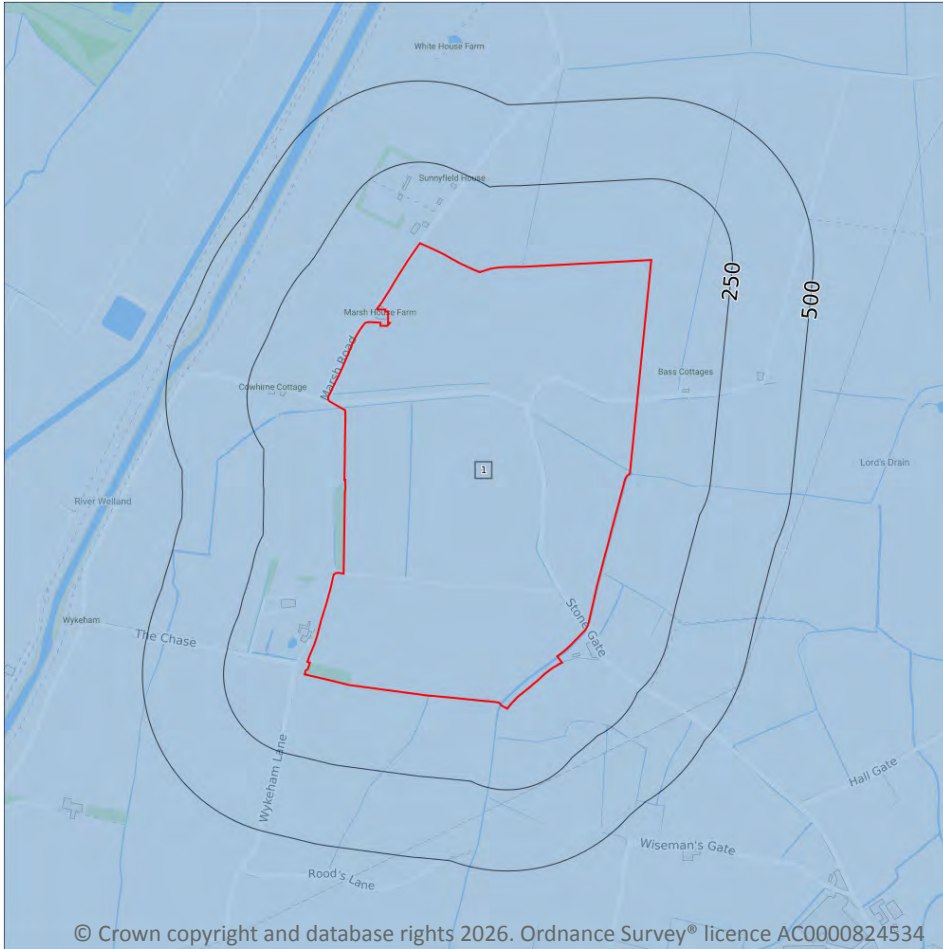 White House Farm
Sunnyfield House
250
500
Marsh House Farm
Marsh Road
Bass Cottages
Cowhirne Cottage
1
Lord's Drain
River Welland
Wykeham
The Chase
Stone Gate
Wykeham Lane
Hall Gate
Wiseman's Gate
Rood's Lane
© Crown copyright and database rights 2026. Ordnance Survey® licence AC0000824534